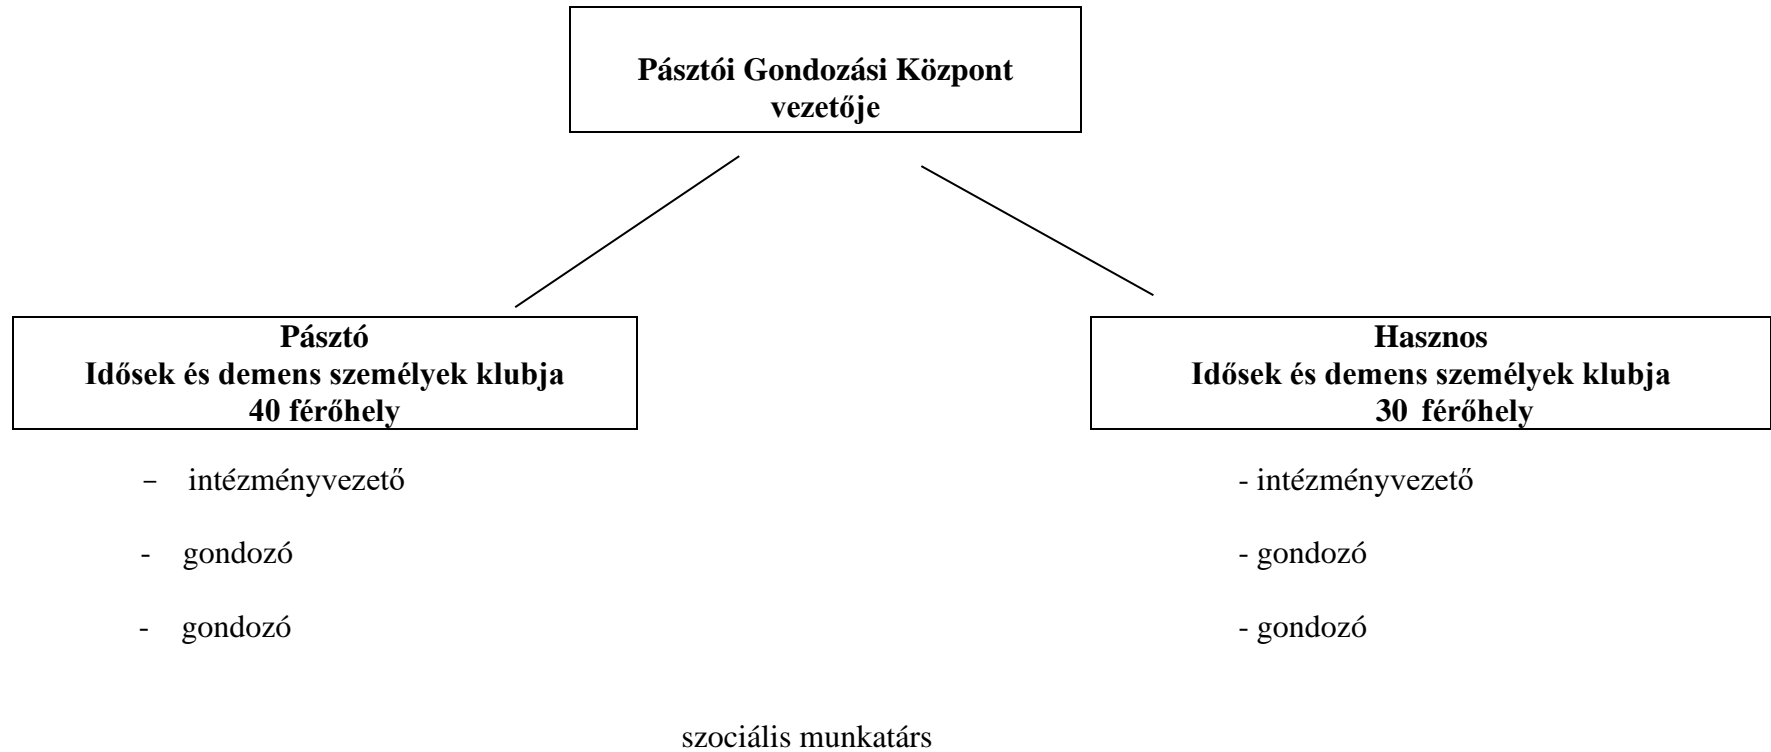 Pásztói Gondozási Központ
vezetője
Pásztó
Idősek és demens személyek klubja
40 férőhely
Hasznos
Idősek és demens személyek klubja
30 férőhely
- intézményvezető
- gondozó
- gondozó
- intézményvezető
- gondozó
- gondozó
szociális munkatárs